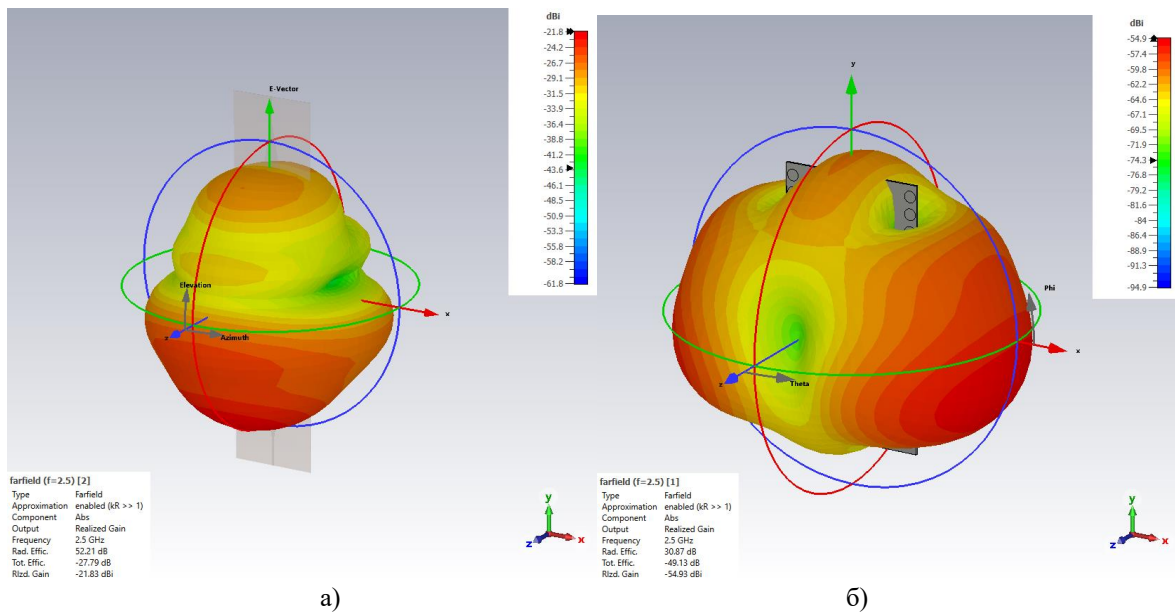 dBi
-21.8
-24.2
-26.7
-29.1
-31.5
-33.9
-36.4
-38.8
-41.2
-43.6
-46.1
-48.5
-50.9
-53.3
-55.8
-58.2
-61.8
E-Vector
Elevation
Azimuth
z
x
farfield (f=2.5) [2]
Type Farfield
Approximation enabled (kR >> 1)
Component Abs
Output Realized Gain
Frequency 2.5 GHz
Rad. Effic. 52.21 dB
Tot. Effic. -27.79 dB
Rlzd. Gain -21.83 dBi
y
z
x
а)
dBi
-54.9
-57.4
-59.8
-62.2
-64.6
-67.1
-69.5
-71.9
-74.3
-76.8
-79.2
-81.6
-84
-86.4
-88.9
-91.3
-94.9
y
Phi
x
z
Theta
farfield (f=2.5) [1]
Type Farfield
Approximation enabled (kR >> 1)
Component Abs
Output Realized Gain
Frequency 2.5 GHz
Rad. Effic. 30.87 dB
Tot. Effic. -49.13 dB
Rlzd. Gain -54.93 dBi
y
z
x
б)